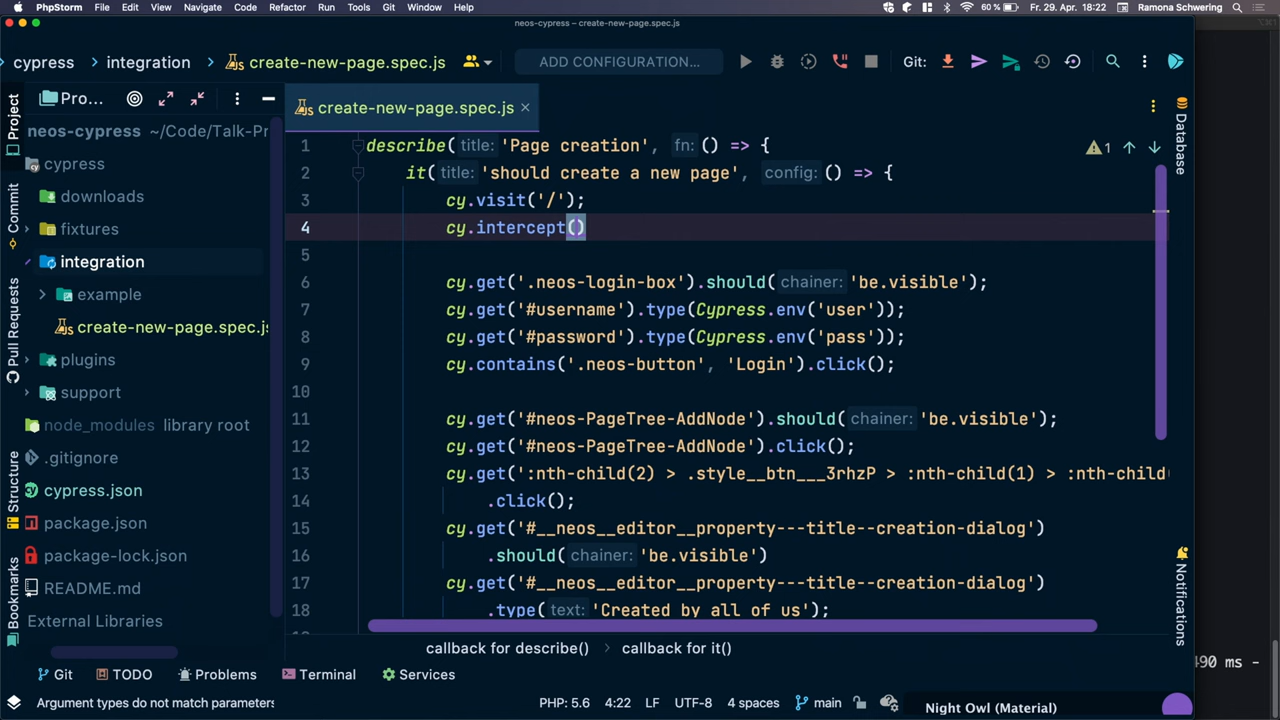 PhpStorm File Edit View Navigate Code Refactor Run Tools Git Window Help 60 % Fr. 29. Apr. 18:22 Ramona Schwering
neos-cypress – create-new-page.spec.js
cypress integration create-new-page.spec.js ADD CONFIGURATION... Git:
Project
Commit
Pull Requests
Structure
Bookmarks
Pro...
neos-cypress ~/Code/Talk-Pr
cypress
downloads
fixtures
integration
example
create-new-page.spec.js
plugins
support
node_modules library root
.gitignore
cypress.json
package.json
package-lock.json
README.md
External Libraries
create-new-page.spec.js
1 describe( title: 'Page creation', fn: () => {
2 it( title: 'should create a new page', config: () => {
3 cy.visit('/');
4 cy.intercept()
5
6 cy.get('.neos-login-box').should( chainer: 'be.visible');
7 cy.get('#username').type(Cypress.env('user'));
8 cy.get('#password').type(Cypress.env('pass'));
9 cy.contains('.neos-button', 'Login').click();
10
11 cy.get('#neos-PageTree-AddNode').should( chainer: 'be.visible');
12 cy.get('#neos-PageTree-AddNode').click();
13 cy.get(':nth-child(2) > .style__btn___3rhzP > :nth-child(1) > :nth-child
14 .click();
15 cy.get('#__neos__editor__property---title--creation-dialog')
16 .should( chainer: 'be.visible')
17 cy.get('#__neos__editor__property---title--creation-dialog')
18 .type( text: 'Created by all of us');
1
Database
Notifications
callback for describe() callback for it()
490 ms -
Git TODO Problems Terminal Services
Argument types do not match parameters PHP: 5.6 4:22 LF UTF-8 4 spaces main Night Owl (Material)